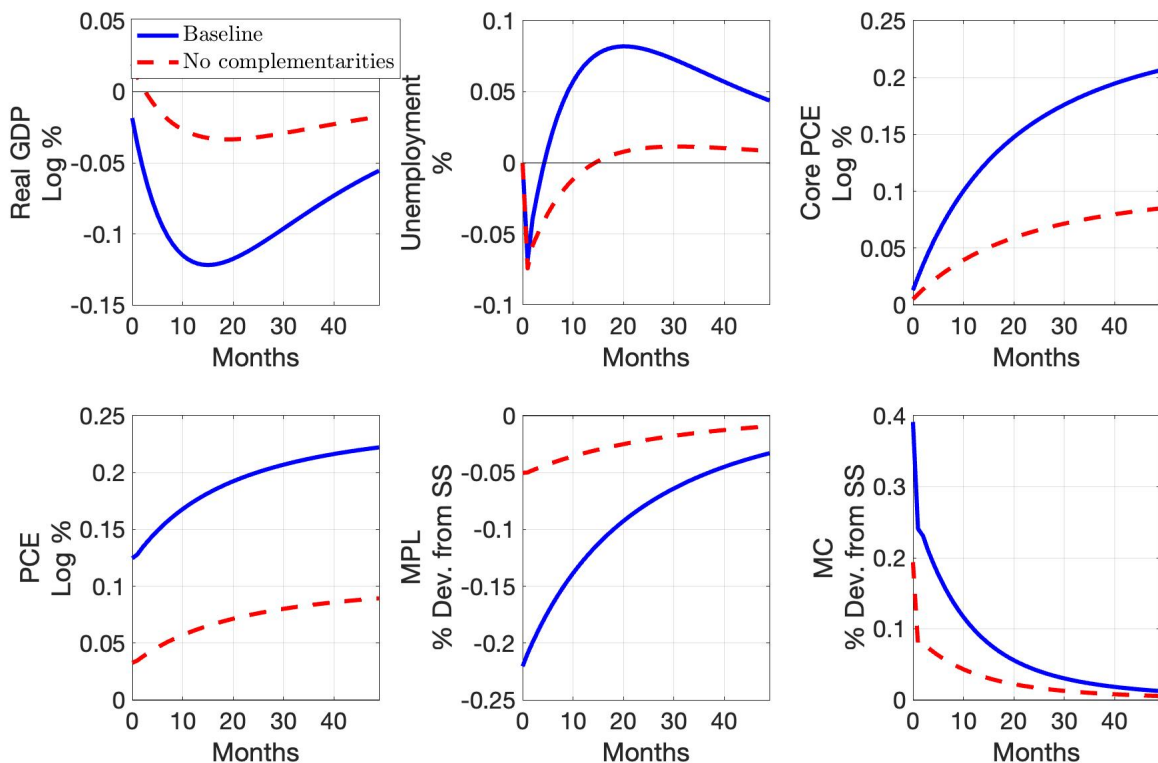 Baseline
No complementarities
Real GDP
Log %
0.05
0
-0.05
-0.1
-0.15
0 10 20 30 40
Months
Unemployment
%
0.1
0.05
0
-0.05
-0.1
0 10 20 30 40
Months
Core PCE
Log %
0.25
0.2
0.15
0.1
0.05
0
0 10 20 30 40
Months
PCE
Log %
0.25
0.2
0.15
0.1
0.05
0
0 10 20 30 40
Months
MPL
% Dev. from SS
0
-0.05
-0.1
-0.15
-0.2
-0.25
0 10 20 30 40
Months
MC
% Dev. from SS
0.4
0.3
0.2
0.1
0
0 10 20 30 40
Months